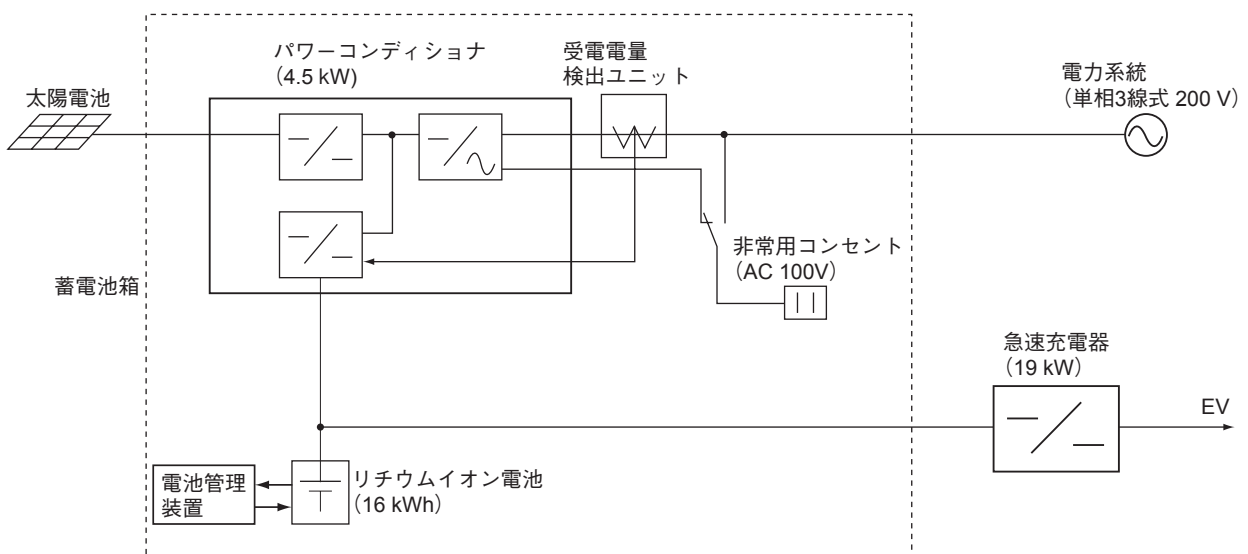 パワーコンディショナ
(4.5 kW)
受電電量
検出ユニット
電力系統
(単相3線式 200 V)
太陽電池
非常用コンセント
(AC 100V)
蓄電池箱
急速充電器
(19 kW)
EV
電池管理
装置
リチウムイオン電池
(16 kWh)